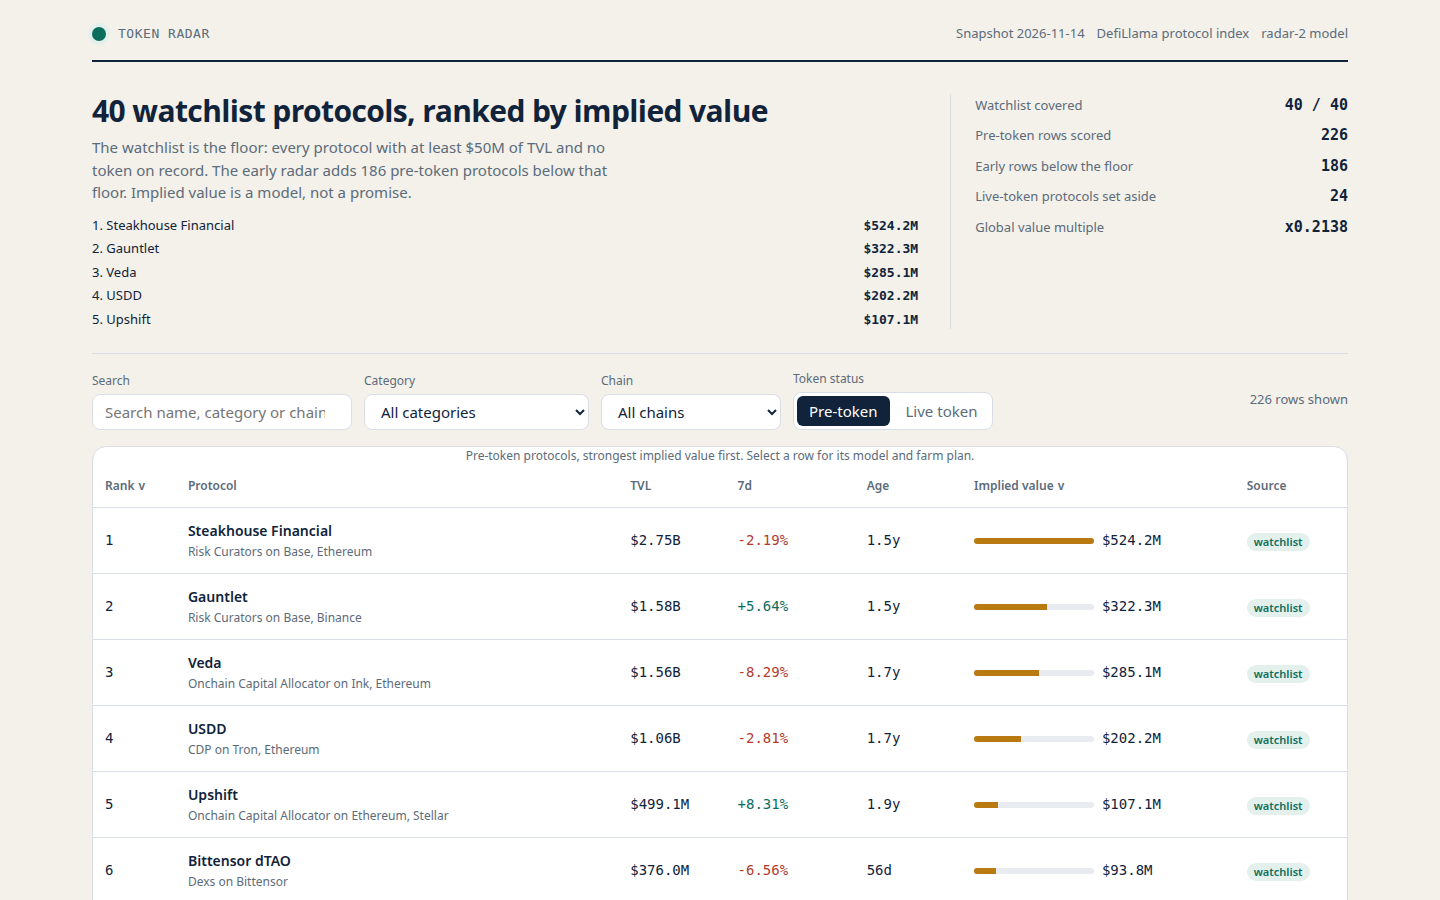 TOKEN RADAR
Snapshot 2026-11-14 DefiLlama protocol index radar-2 model
40 watchlist protocols, ranked by implied value
The watchlist is the floor: every protocol with at least $50M of TVL and no
token on record. The early radar adds 186 pre-token protocols below that
floor. Implied value is a model, not a promise.
1. Steakhouse Financial $524.2M
2. Gauntlet $322.3M
3. Veda $285.1M
4. USDD $202.2M
5. Upshift $107.1M
Watchlist covered 40 / 40
Pre-token rows scored 226
Early rows below the floor 186
Live-token protocols set aside 24
Global value multiple x0.2138
Search Category Chain Token status
Search name, category or chain All categories All chains Pre-token Live token 226 rows shown
Pre-token protocols, strongest implied value first. Select a row for its model and farm plan.
Rank v Protocol TVL 7d Age Implied value v Source
1 Steakhouse Financial $2.75B -2.19% 1.5y $524.2M watchlist
Risk Curators on Base, Ethereum
2 Gauntlet $1.58B +5.64% 1.5y $322.3M watchlist
Risk Curators on Base, Binance
3 Veda $1.56B -8.29% 1.7y $285.1M watchlist
Onchain Capital Allocator on Ink, Ethereum
4 USDD $1.06B -2.81% 1.7y $202.2M watchlist
CDP on Tron, Ethereum
5 Upshift $499.1M +8.31% 1.9y $107.1M watchlist
Onchain Capital Allocator on Ethereum, Stellar
6 Bittensor dTAO $376.0M -6.56% 56d $93.8M watchlist
Dexs on Bittensor